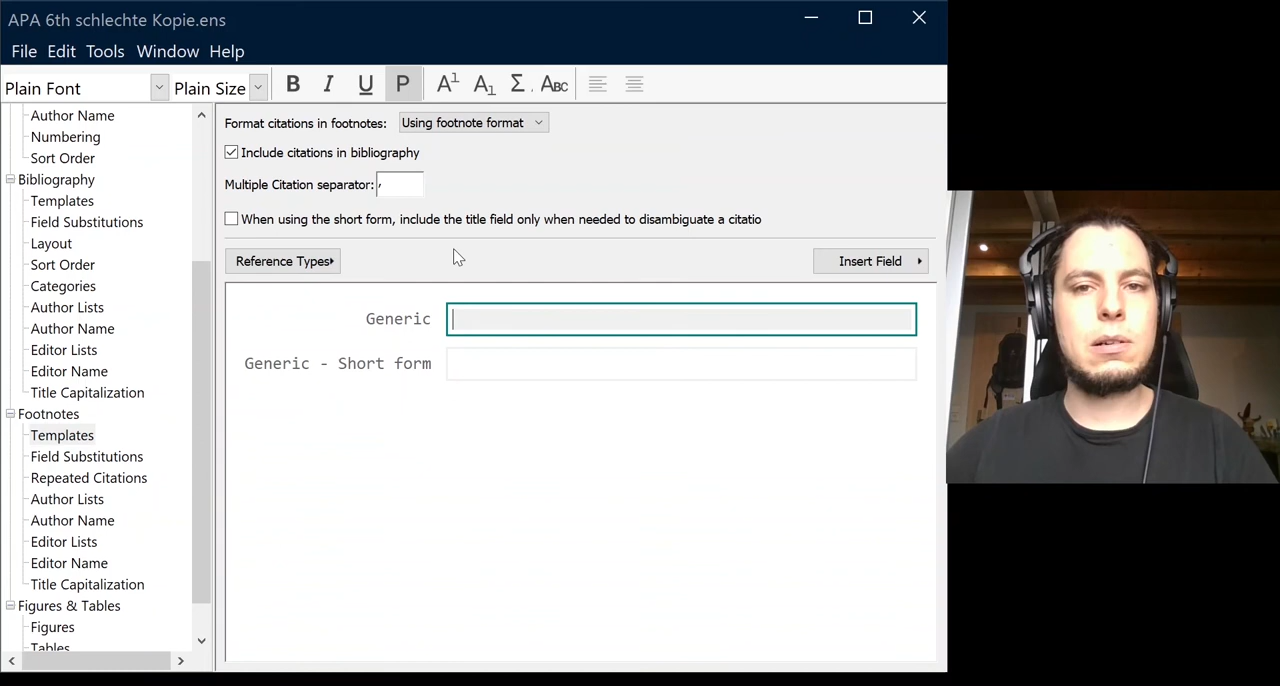 APA 6th schlechte Kopie.ens
File Edit Tools Window Help
Plain Font Plain Size B I U P A1 A1 Σ. ABC
Author Name
Numbering
Sort Order
Bibliography
Templates
Field Substitutions
Layout
Sort Order
Categories
Author Lists
Author Name
Editor Lists
Editor Name
Title Capitalization
Footnotes
Templates
Field Substitutions
Repeated Citations
Author Lists
Author Name
Editor Lists
Editor Name
Title Capitalization
Figures & Tables
Figures
Tables
Format citations in footnotes: Using footnote format
Include citations in bibliography
Multiple Citation separator: ,
When using the short form, include the title field only when needed to disambiguate a citatio
Reference Types Insert Field
Generic
Generic - Short form